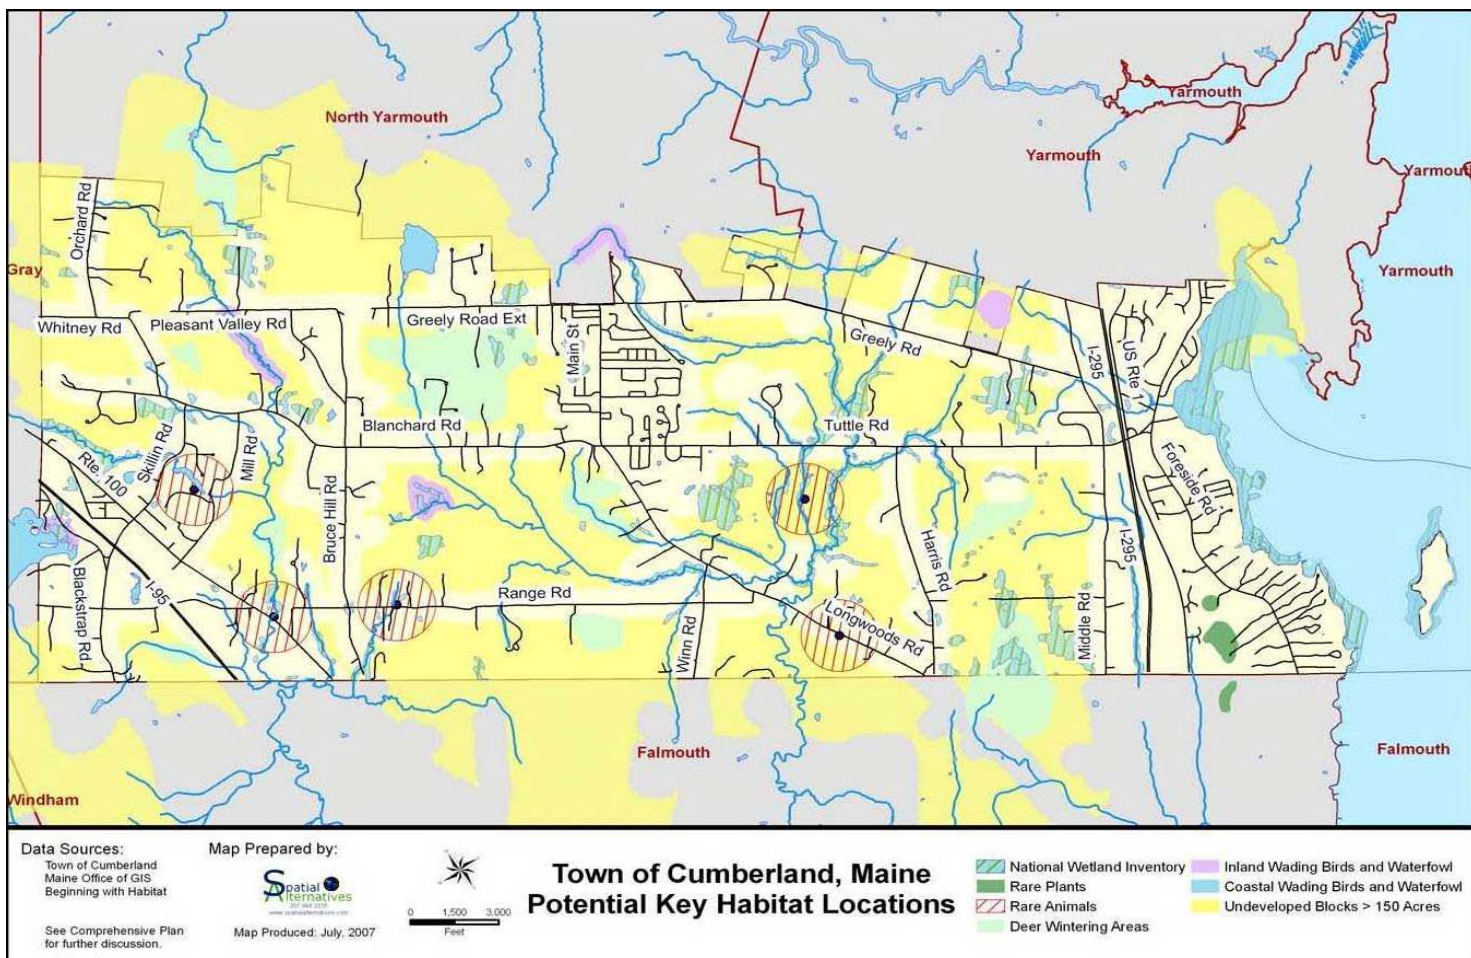 North Yarmouth
Yarmouth
Yarmouth
Yarmouth
Orchard Rd
Gray
Yarmouth
Whitney Rd
Pleasant Valley Rd
Greely Road Ext
Main St
Greely Rd
I-295
US Rte 1
Blanchard Rd
Tuttle Rd
Rte. 100
Skillin Rd
Mill Rd
Bruce Hill Rd
Foreside Rd
Harris Rd
I-295
Blackstrap Rd
I-95
Range Rd
Winn Rd
Longwoods Rd
Middle Rd
Falmouth
Falmouth
Windham
Data Sources:
Town of Cumberland
Maine Office of GIS
Beginning with Habitat
See Comprehensive Plan
for further discussion.
Map Prepared by:
Spatial
Alternatives
Map Produced: July, 2007
0 1,500 3,000
Feet
Town of Cumberland, Maine
Potential Key Habitat Locations
National Wetland Inventory
Rare Plants
Rare Animals
Deer Wintering Areas
Inland Wading Birds and Waterfowl
Coastal Wading Birds and Waterfowl
Undeveloped Blocks > 150 Acres